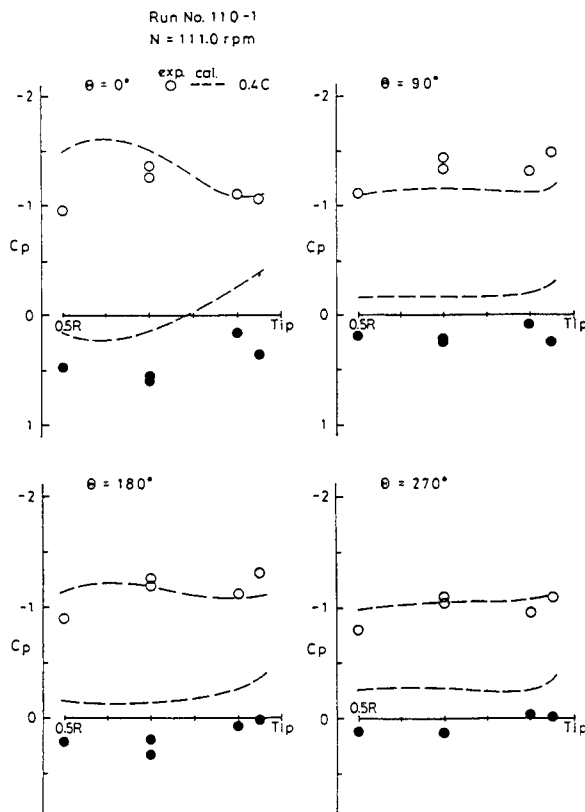 Run No. 110-1
N = 111.0 rpm
exp. cal.
0.4C
Θ = 0°
Θ = 90°
-2
-2
-1
-1
Cp
Cp
0
0
0.5R
Tip
0.5R
Tip
1
1
Θ = 180°
Θ = 270°
-2
-2
-1
-1
Cp
Cp
0.5R
0
0
0.5R
Tip
Tip